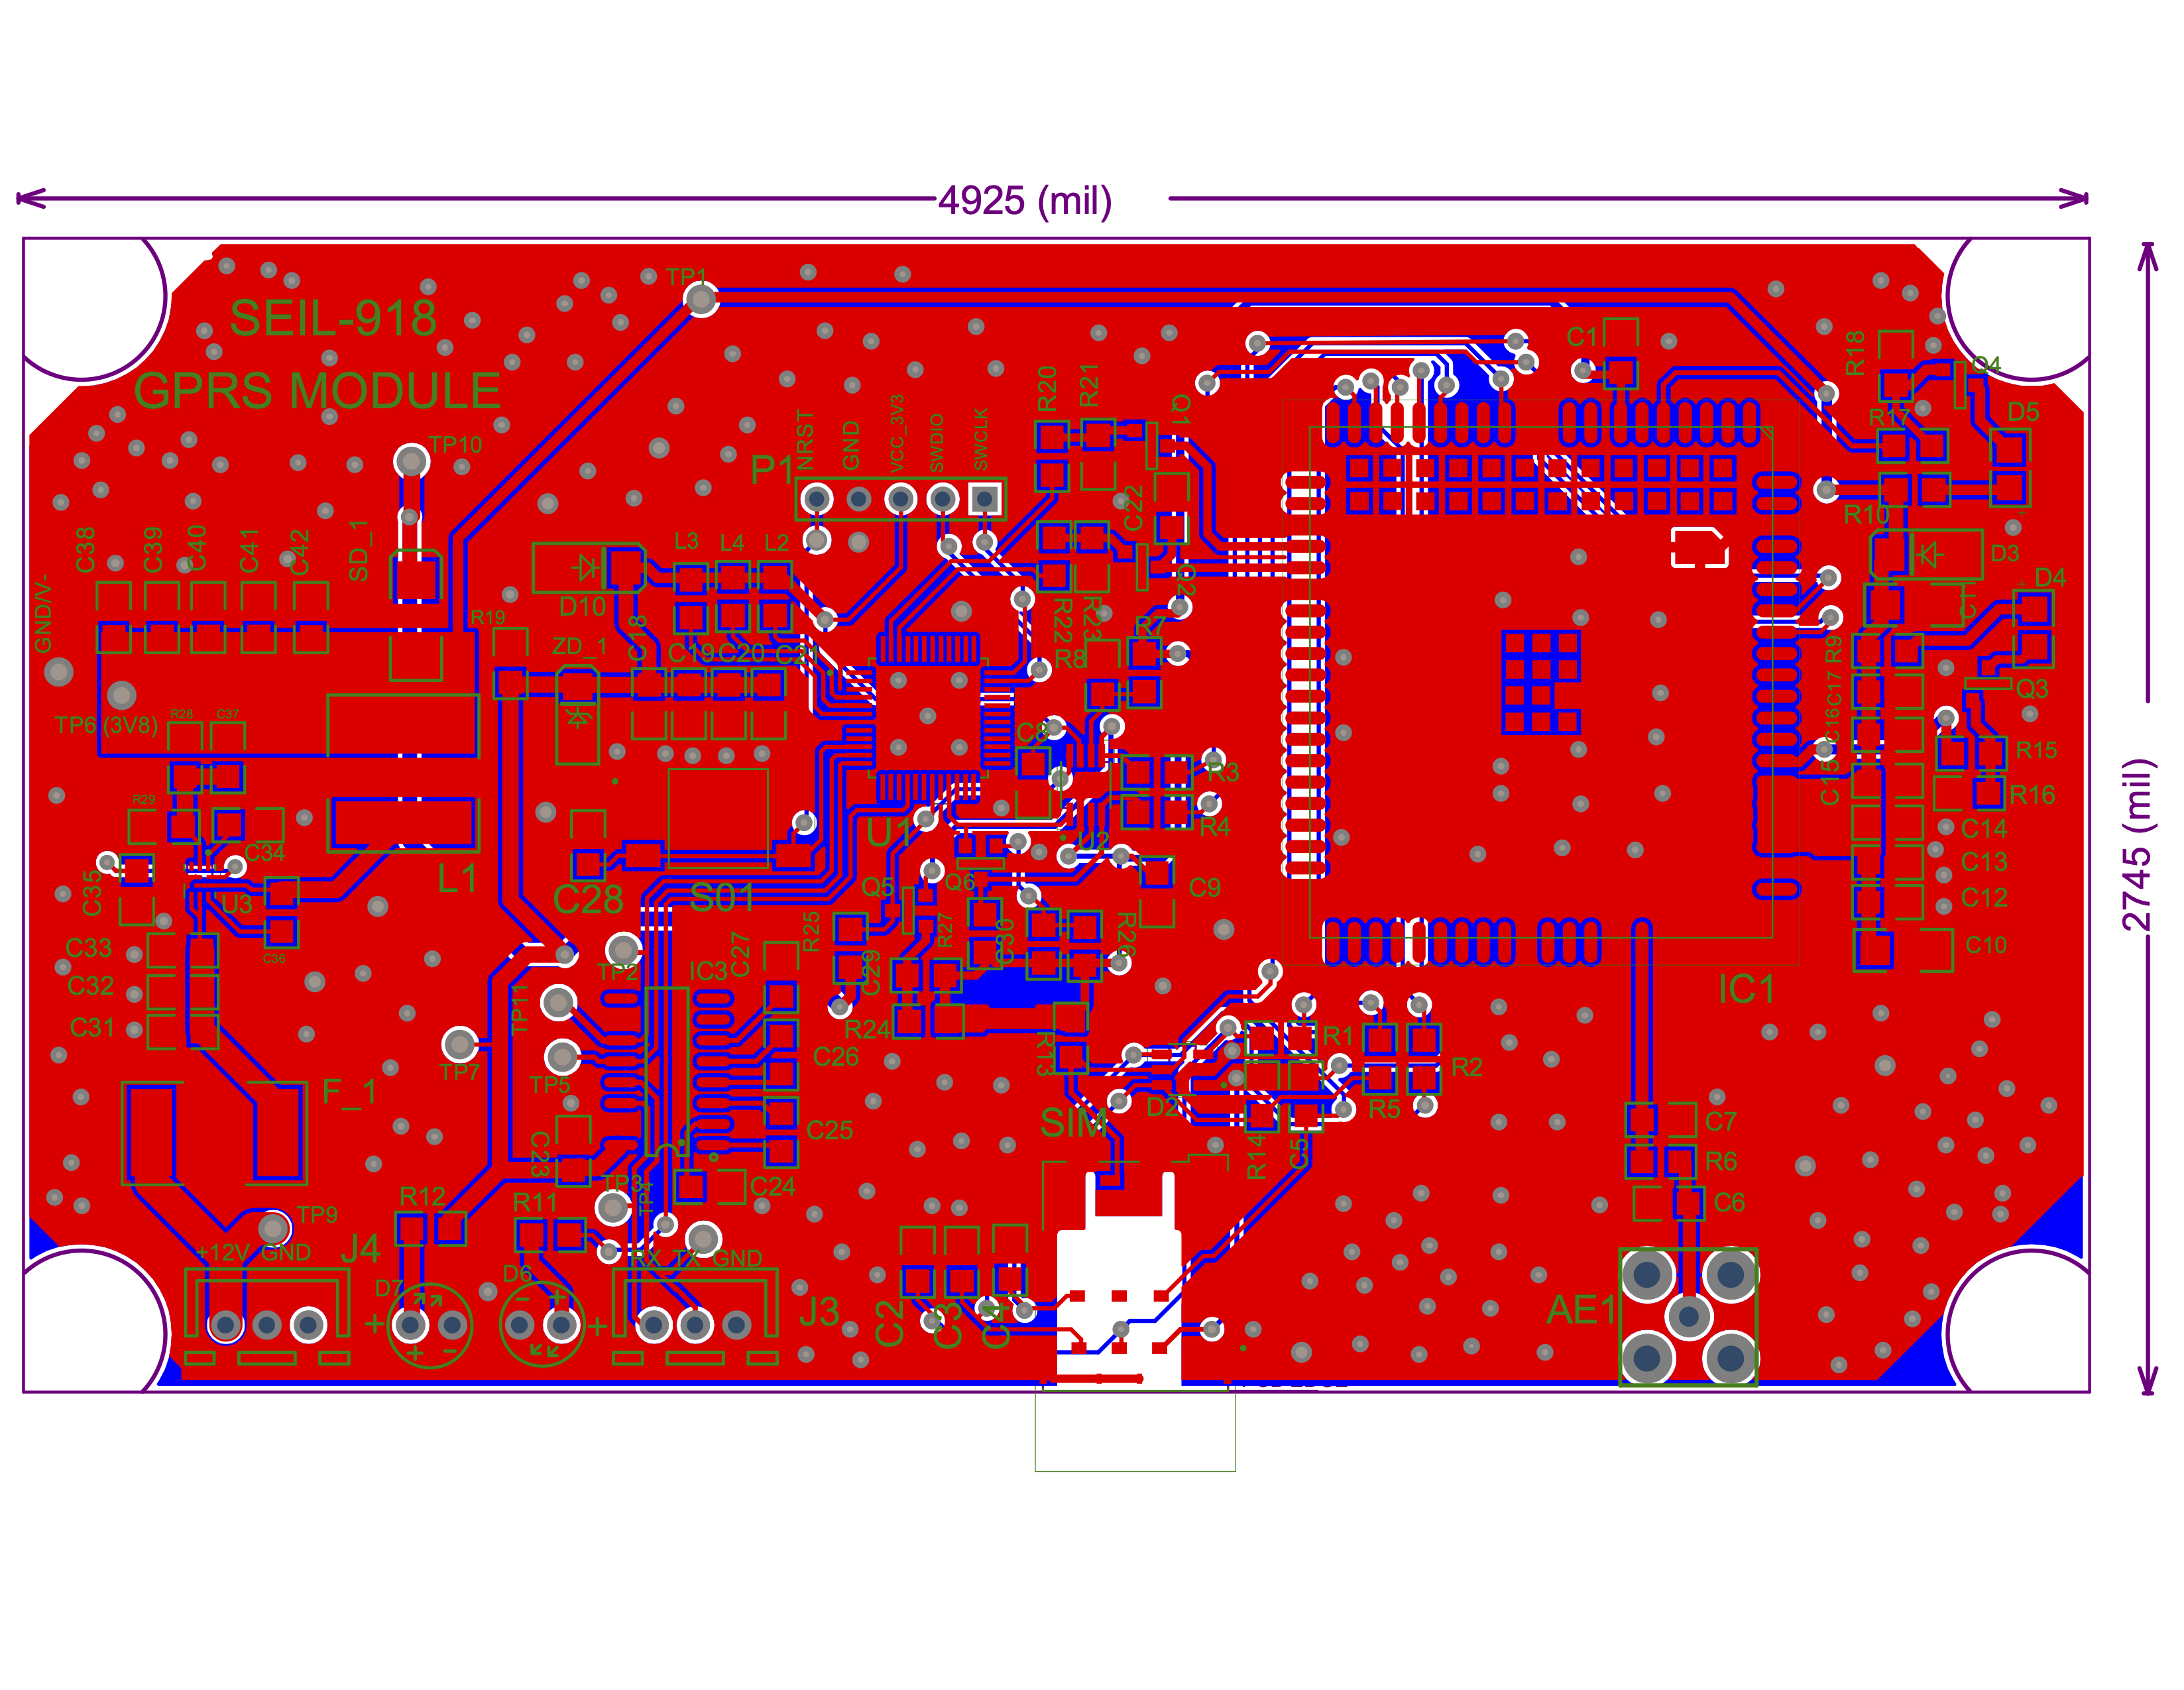 4925 (mil)
TP1
SEIL-918
GPRS MODULE
C1
R18
Q4
D5
R17
R20
R21
Q1
NRST
GND
VCC_3V3
SWDIO
SWCLK
TP10
P1
C22
R10
C38
C39
C40
C41
C42
SD_1
L3
L4
L2
D3
D10
Q2
C11
D4
GND/V-
R19
R22
R23
R7
ZD_1
C18
C19
C20
C21
R8
R9
C17
Q3
TP6 (3V8)
R28
C37
C8
C16
R15
R3
R29
C15
R16
2745 (mil)
C34
L1
U1
U2
R4
C14
C35
U3
C28
S01
Q5
Q6
C9
C13
C12
C33
C36
R25
R27
C30
R26
C10
TP2
IC3
C27
C29
C32
TP11
IC1
C31
R24
R13
R1
TP7
TP5
C26
R2
F_1
SIM
D2
R5
C7
C25
C23
R14
C5
R6
R12
R11
TP3
TP4
C24
C6
TP9
+12V GND
J4
D7
D6
RX TX GND
J3
C2
C3
C4
AE1
+
+
-
-
+
+